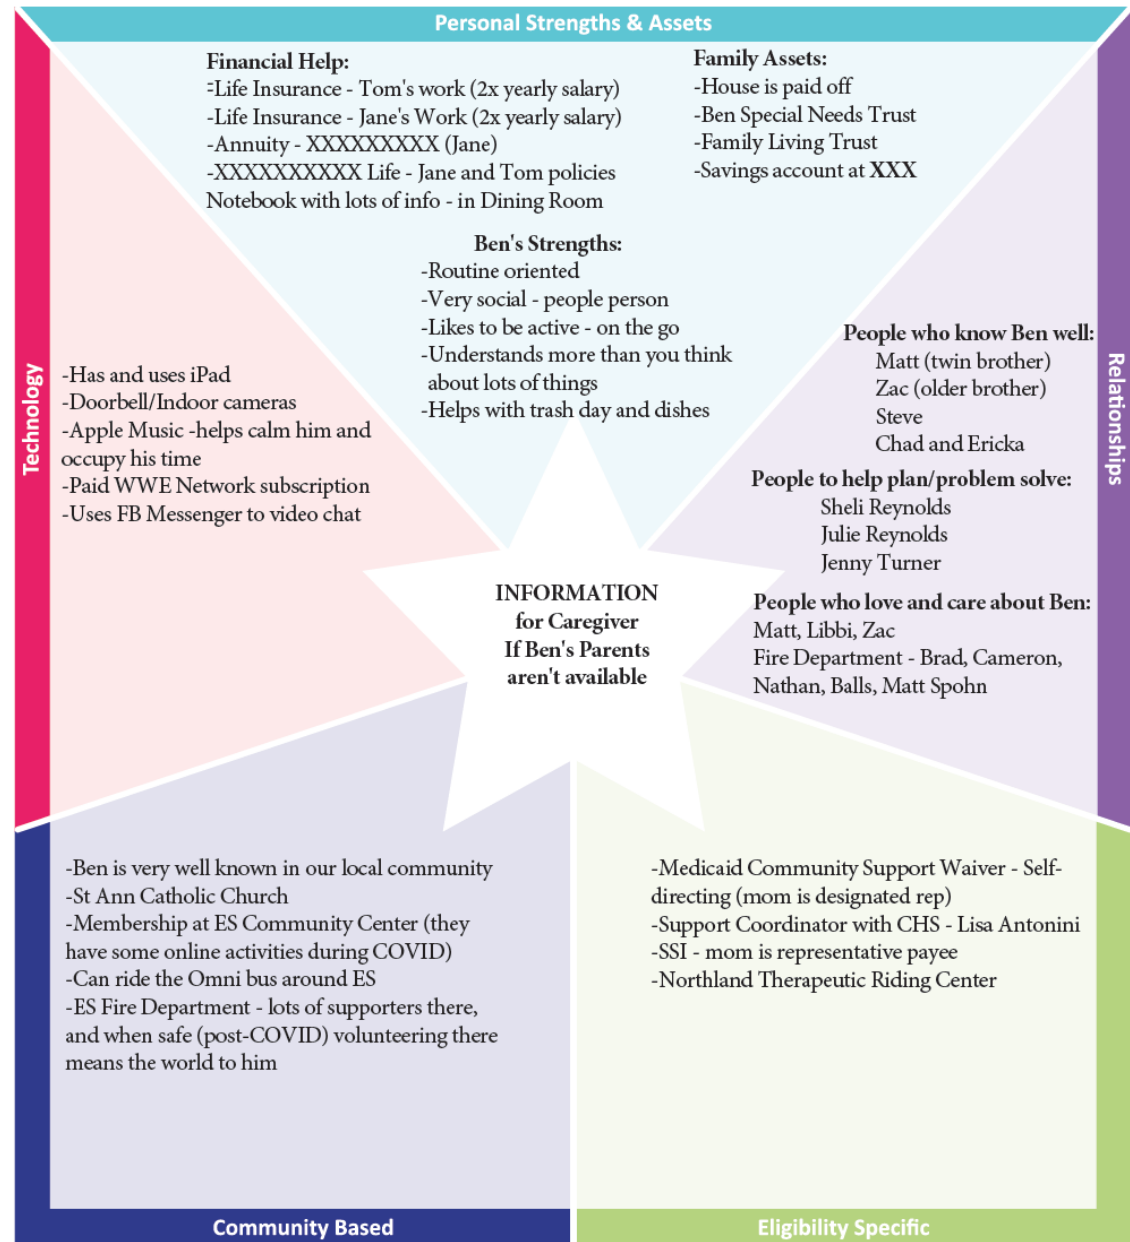 Personal Strengths & Assets
Financial Help:
-Life Insurance - Tom's work (2x yearly salary)
-Life Insurance - Jane's Work (2x yearly salary)
-Annuity - XXXXXXXXX (Jane)
-XXXXXXXXXX Life - Jane and Tom policies
Notebook with lots of info - in Dining Room
Family Assets:
-House is paid off
-Ben Special Needs Trust
-Family Living Trust
-Savings account at XXX
Ben's Strengths:
-Routine oriented
-Very social - people person
-Likes to be active - on the go
-Understands more than you think
about lots of things
-Helps with trash day and dishes
Technology
-Has and uses iPad
-Doorbell/Indoor cameras
-Apple Music -helps calm him and
occupy his time
-Paid WWE Network subscription
-Uses FB Messenger to video chat
Relationships
People who know Ben well:
Matt (twin brother)
Zac (older brother)
Steve
Chad and Ericka
People to help plan/problem solve:
Sheli Reynolds
Julie Reynolds
Jenny Turner
People who love and care about Ben:
Matt, Libbi, Zac
Fire Department - Brad, Cameron,
Nathan, Balls, Matt Spohn
INFORMATION
for Caregiver
If Ben's Parents
aren't available
-Ben is very well known in our local community
-St Ann Catholic Church
-Membership at ES Community Center (they
have some online activities during COVID)
-Can ride the Omni bus around ES
-ES Fire Department - lots of supporters there,
and when safe (post-COVID) volunteering there
means the world to him
Community Based
-Medicaid Community Support Waiver - Self-
directing (mom is designated rep)
-Support Coordinator with CHS - Lisa Antonini
-SSI - mom is representative payee
-Northland Therapeutic Riding Center
Eligibility Specific